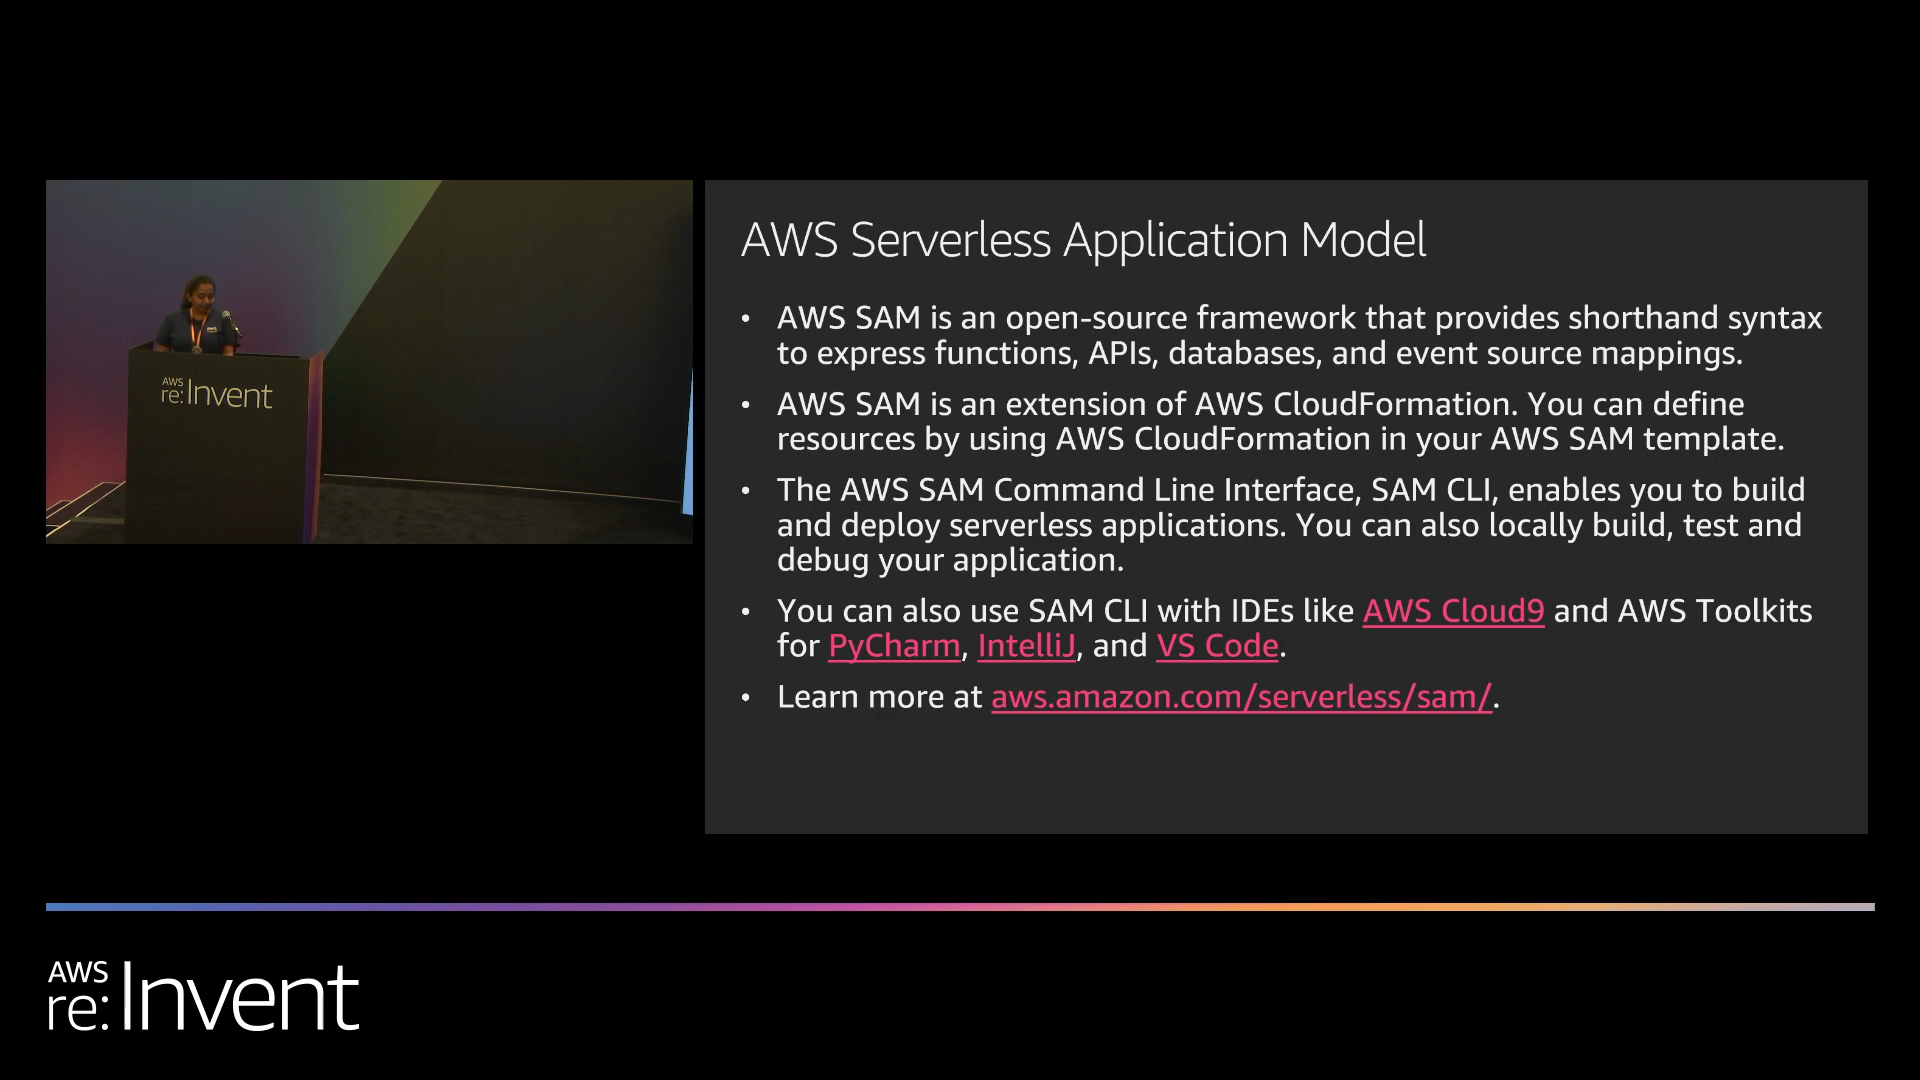 AWS
re:Invent
AWS Serverless Application Model
• AWS SAM is an open-source framework that provides shorthand syntax
to express functions, APIs, databases, and event source mappings.
• AWS SAM is an extension of AWS CloudFormation. You can define
resources by using AWS CloudFormation in your AWS SAM template.
• The AWS SAM Command Line Interface, SAM CLI, enables you to build
and deploy serverless applications. You can also locally build, test and
debug your application.
• You can also use SAM CLI with IDEs like AWS Cloud9 and AWS Toolkits
for PyCharm, IntelliJ, and VS Code.
• Learn more at aws.amazon.com/serverless/sam/.
AWS
re:Invent